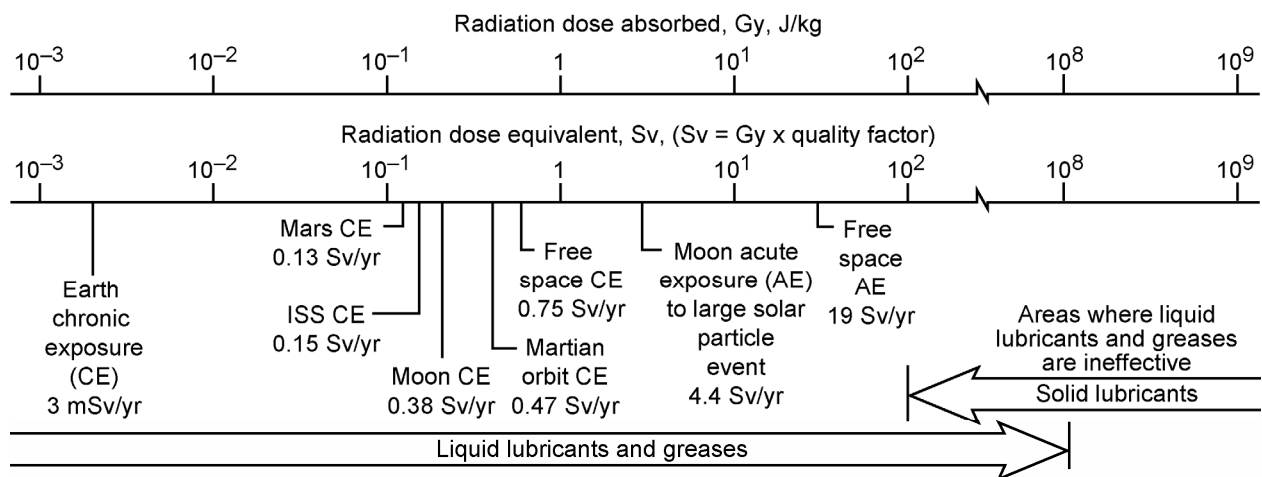 Radiation dose absorbed, Gy, J/kg
10–3 10–2 10–1 1 101 102 108 109
Radiation dose equivalent, Sv, (Sv = Gy x quality factor)
10–3 10–2 10–1 1 101 102 108 109
Earth
chronic
exposure
(CE)
3 mSv/yr
Mars CE
0.13 Sv/yr
ISS CE
0.15 Sv/yr
Moon CE
0.38 Sv/yr
Martian
orbit CE
0.47 Sv/yr
Free
space CE
0.75 Sv/yr
Moon acute
exposure (AE)
to large solar
particle
event
4.4 Sv/yr
Free
space
AE
19 Sv/yr
Areas where liquid
lubricants and greases
are ineffective
Solid lubricants
Liquid lubricants and greases